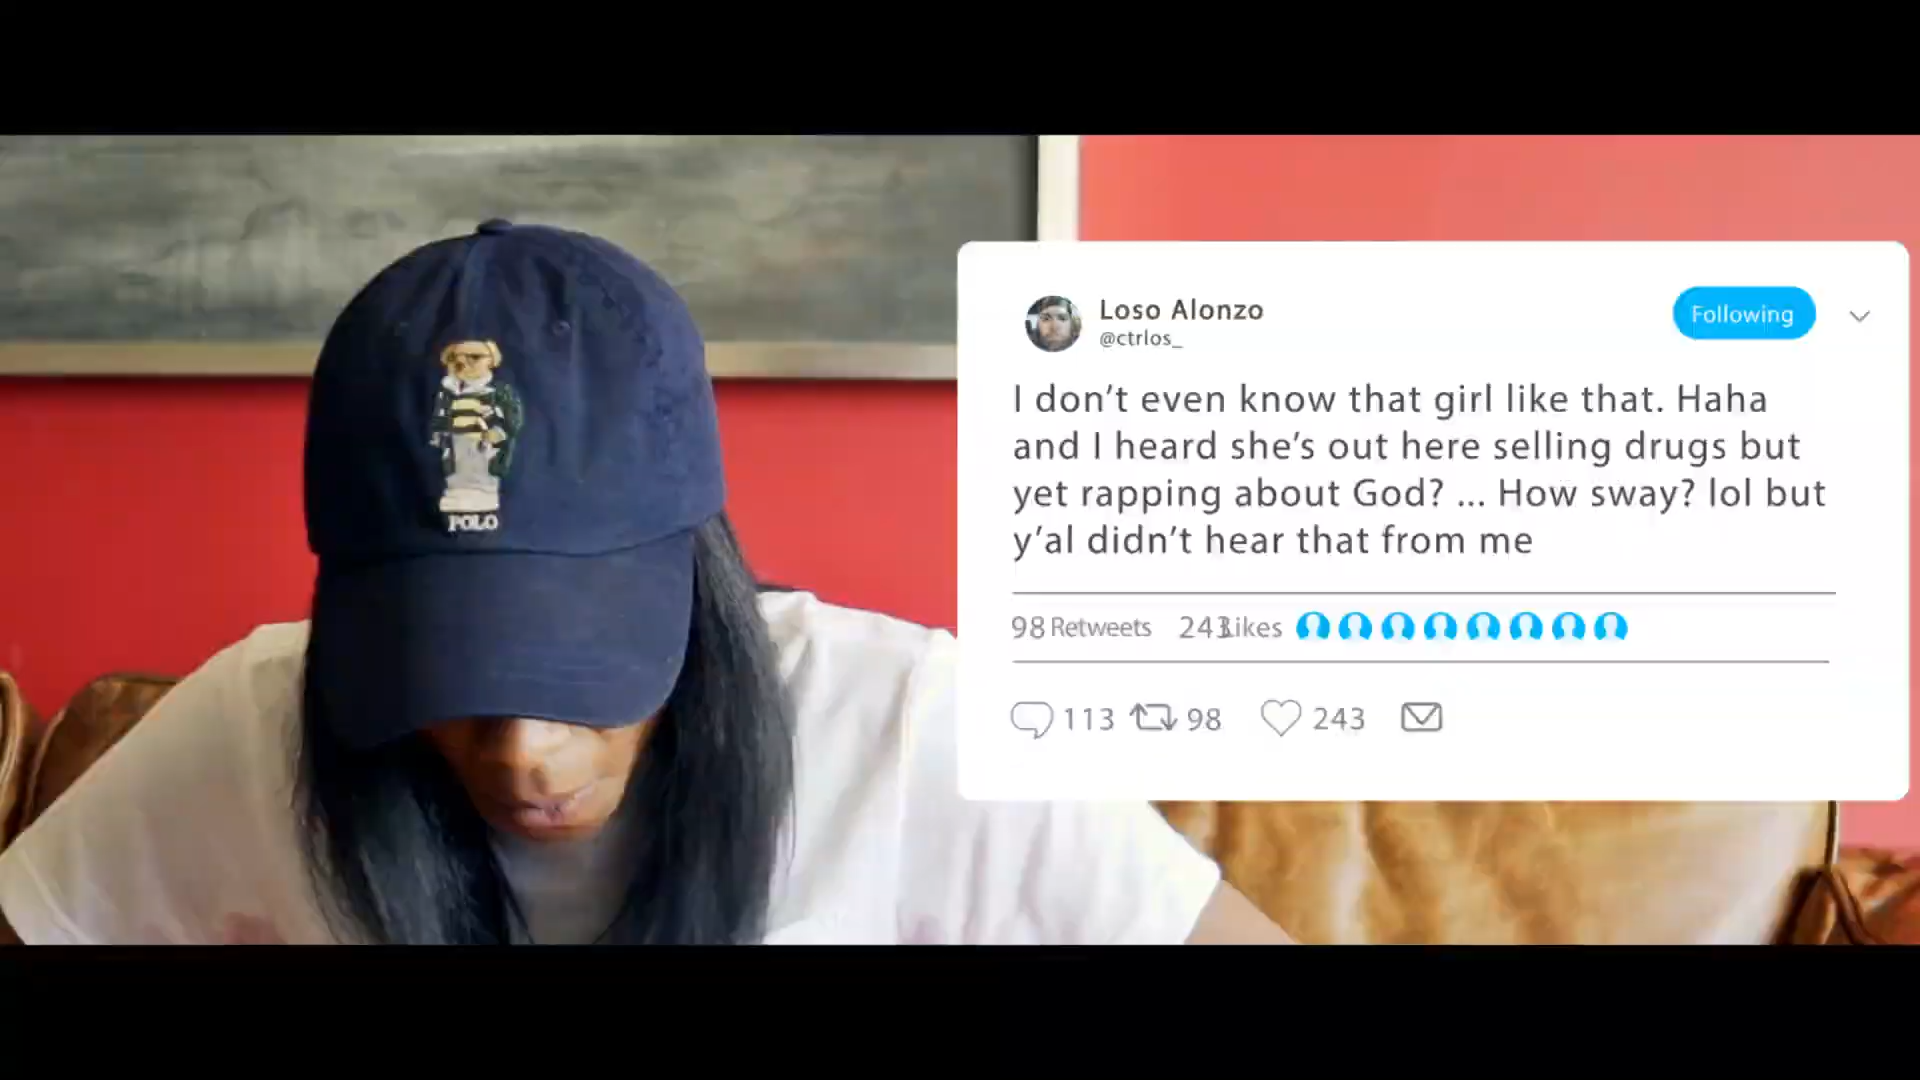 POLO
Loso Alonzo
@ctrlos_
Following
I don’t even know that girl like that. Haha
and I heard she’s out here selling drugs but
yet rapping about God? ... How sway? lol but
y’al didn’t hear that from me
98 Retweets 243 Likes
113 98 243